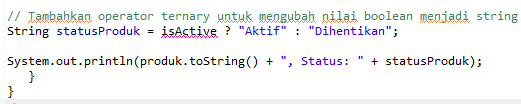 // Tambahkan operator ternary untuk mengubah nilai boolean menjadi string
String statusProduk = isActive ? "Aktif" : "Dihentikan";
System.out.println(produk.toString() + ", Status: " + statusProduk);
}
}